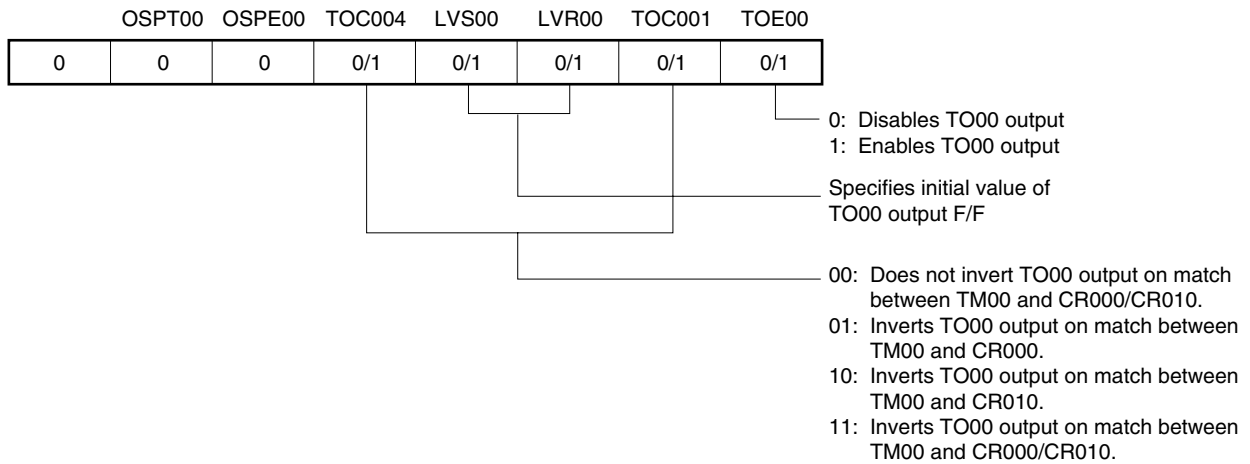 OSPT00 OSPE00 TOC004 LVS00 LVR00 TOC001 TOE00
0 0 0 0/1 0/1 0/1 0/1 0/1
0: Disables TO00 output
1: Enables TO00 output
Specifies initial value of
TO00 output F/F
00: Does not invert TO00 output on match
between TM00 and CR000/CR010.
01: Inverts TO00 output on match between
TM00 and CR000.
10: Inverts TO00 output on match between
TM00 and CR010.
11: Inverts TO00 output on match between
TM00 and CR000/CR010.